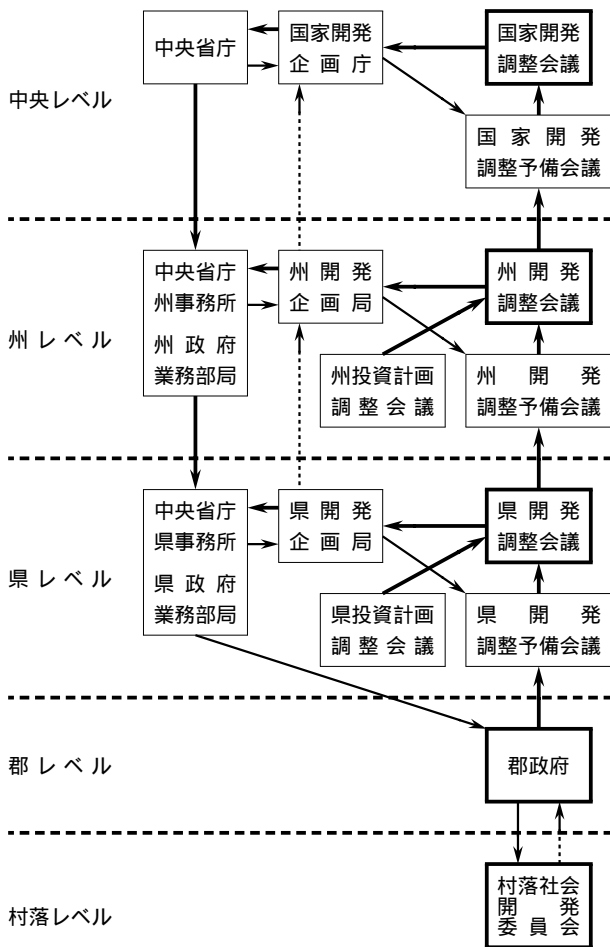 中央レベル
中央省庁
国家開発
企画庁
国家開発
調整会議
国家開発
調整予備会議
州レベル
中央省庁
州事務所
州政府
業務部局
州開発
企画局
州開発
調整会議
州投資計画
調整会議
州開発
調整予備会議
県レベル
中央省庁
県事務所
県政府
業務部局
県開発
企画局
県開発
調整会議
県投資計画
調整会議
県開発
調整予備会議
郡レベル
郡政府
村落レベル
村落社会
開発
委員会